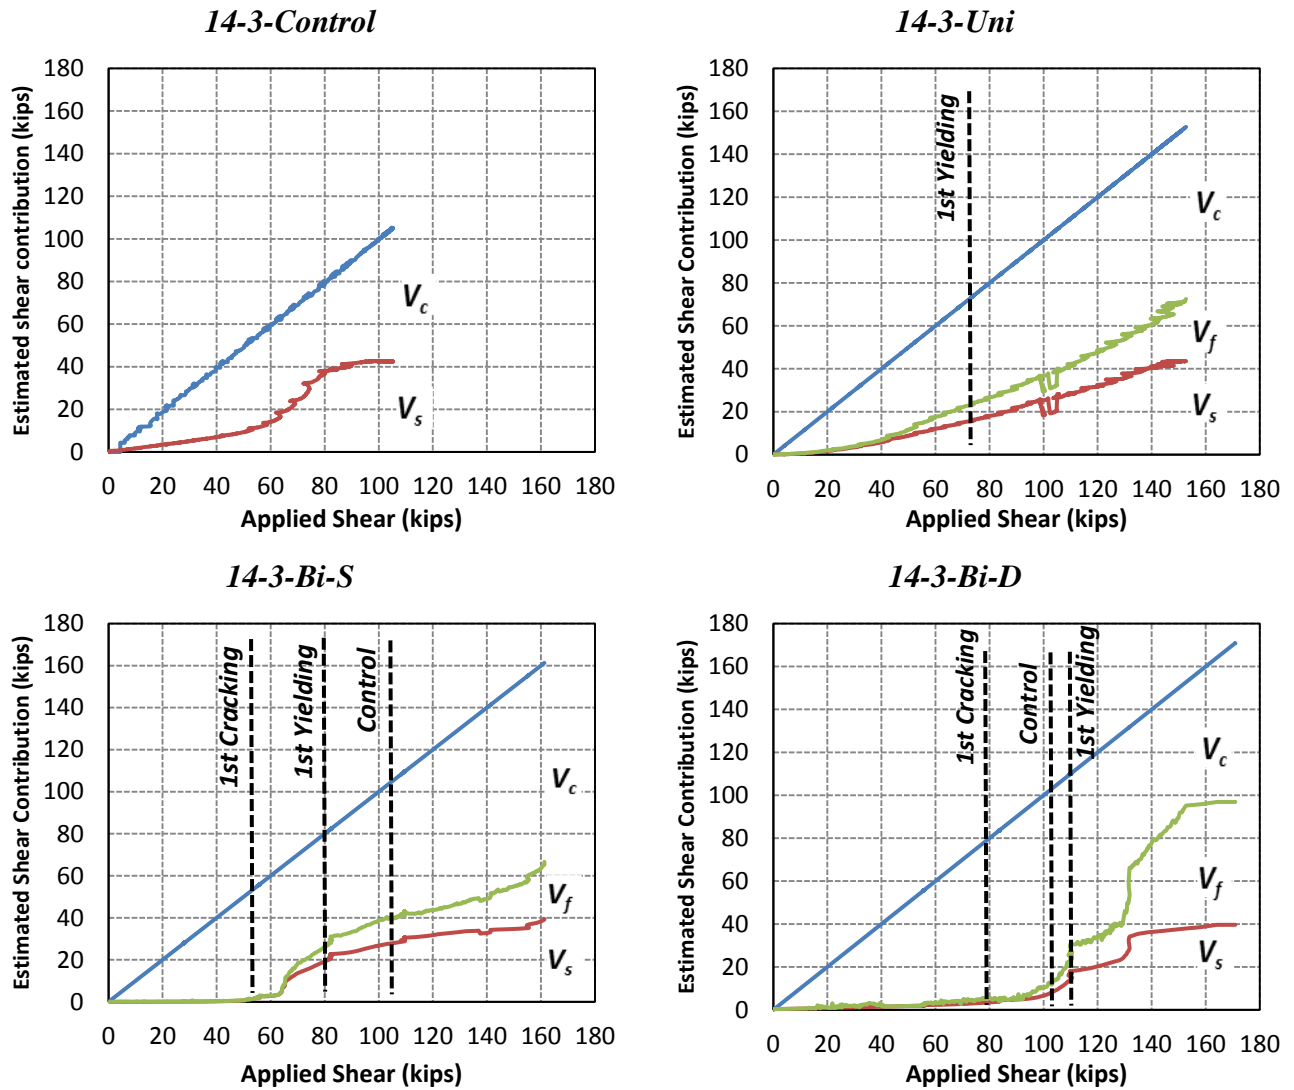 14-3-Control
Estimated shear contribution (kips)
180
160
140
120
100
80
60
40
20
0
Vc
Vs
0 20 40 60 80 100 120 140 160 180
Applied Shear (kips)
14-3-Uni
Estimated Shear Contribution (kips)
180
160
140
120
100
80
60
40
20
0
1st Yielding
Vc
Vf
Vs
0 20 40 60 80 100 120 140 160 180
Applied Shear (kips)
14-3-Bi-S
Estimated Shear Contribution (kips)
180
160
140
120
100
80
60
40
20
0
1st Cracking
1st Yielding
Control
Vc
Vf
Vs
0 20 40 60 80 100 120 140 160 180
Applied Shear (kips)
14-3-Bi-D
Estimated Shear Contribution (kips)
180
160
140
120
100
80
60
40
20
0
1st Cracking
Control
1st Yielding
Vc
Vf
Vs
0 20 40 60 80 100 120 140 160 180
Applied Shear (kips)